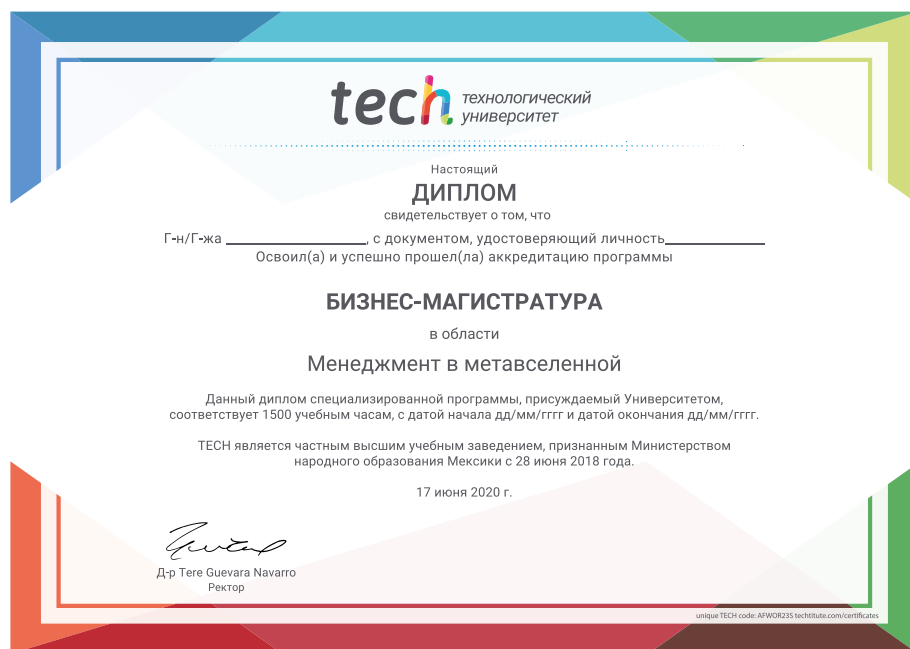 tech технологический
университет
Настоящий
ДИПЛОМ
свидетельствует о том, что
Г-н/Г-жа ____________________, с документом, удостоверяющий личность______________
Освоил(а) и успешно прошел(ла) аккредитацию программы
БИЗНЕС-МАГИСТРАТУРА
в области
Менеджмент в метавселенной
Данный диплом специализированной программы, присуждаемый Университетом,
соответствует 1500 учебным часам, с датой начала дд/мм/гггг и датой окончания дд/мм/гггг.
TECH является частным высшим учебным заведением, признанным Министерством
народного образования Мексики с 28 июня 2018 года.
17 июня 2020 г.
Д-р Tere Guevara Navarro
Ректор
unique TECH code: AFWOR23S techtitute.com/certificates